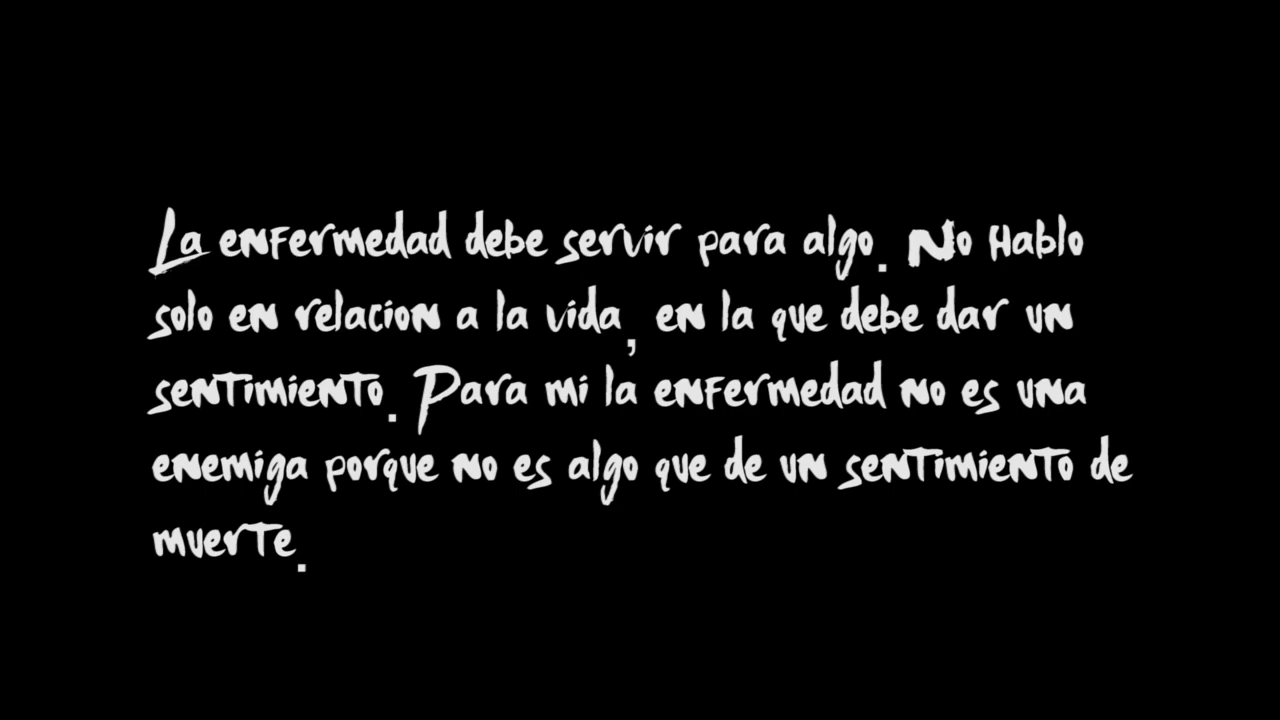 La enfermedad debe servir para algo. No Hablo
solo en relacion a la vida, en la que debe dar un
sentimiento. Para mi la enfermedad no es una
enemiga porque no es algo que de un sentimiento de
muerte.